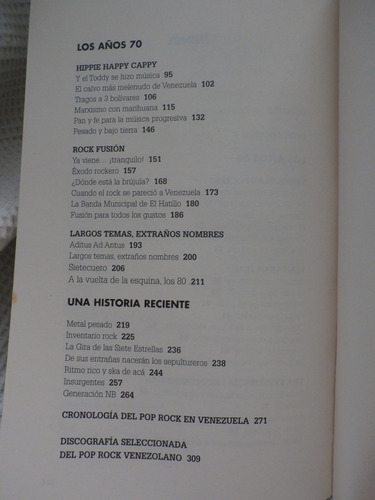 LOS AÑOS 70
HIPPIE HAPPY CAPPY
Y el Toddy se hizo música 95
El calvo más melenudo de Venezuela 102
Tragos a 3 bolívares 106
Marxismo con marihuana 115
Pan y fe para la música progresiva 132
Pesado y bajo tierra 146
ROCK FUSIÓN
Ya viene... ¡tranquilo! 151
Éxodo rockero 157
¿Dónde está la brújula? 168
Cuando el rock se pareció a Venezuela 173
La Banda Municipal de El Hatillo 180
Fusión para todos los gustos 186
LARGOS TEMAS, EXTRAÑOS NOMBRES
Aditus Ad Antus 193
Largos temas, extraños nombres 200
Sietecuero 206
A la vuelta de la esquina, los 80 211
UNA HISTORIA RECIENTE
Metal pesado 219
Inventario rock 225
La Gira de las Siete Estrellas 236
De sus entrañas nacerán los sepultureros 238
Ritmo rico y ska de acá 244
Insurgentes 257
Generación NB 264
CRONOLOGÍA DEL POP ROCK EN VENEZUELA 271
DISCOGRAFÍA SELECCIONADA
DEL POP ROCK VENEZOLANO 309